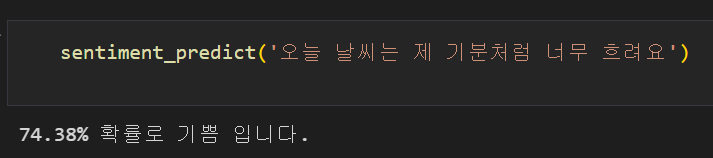 sentiment_predict('오늘 날씨는 제 기분처럼 너무 흐려요')
74.38% 확률로 기쁨 입니다.